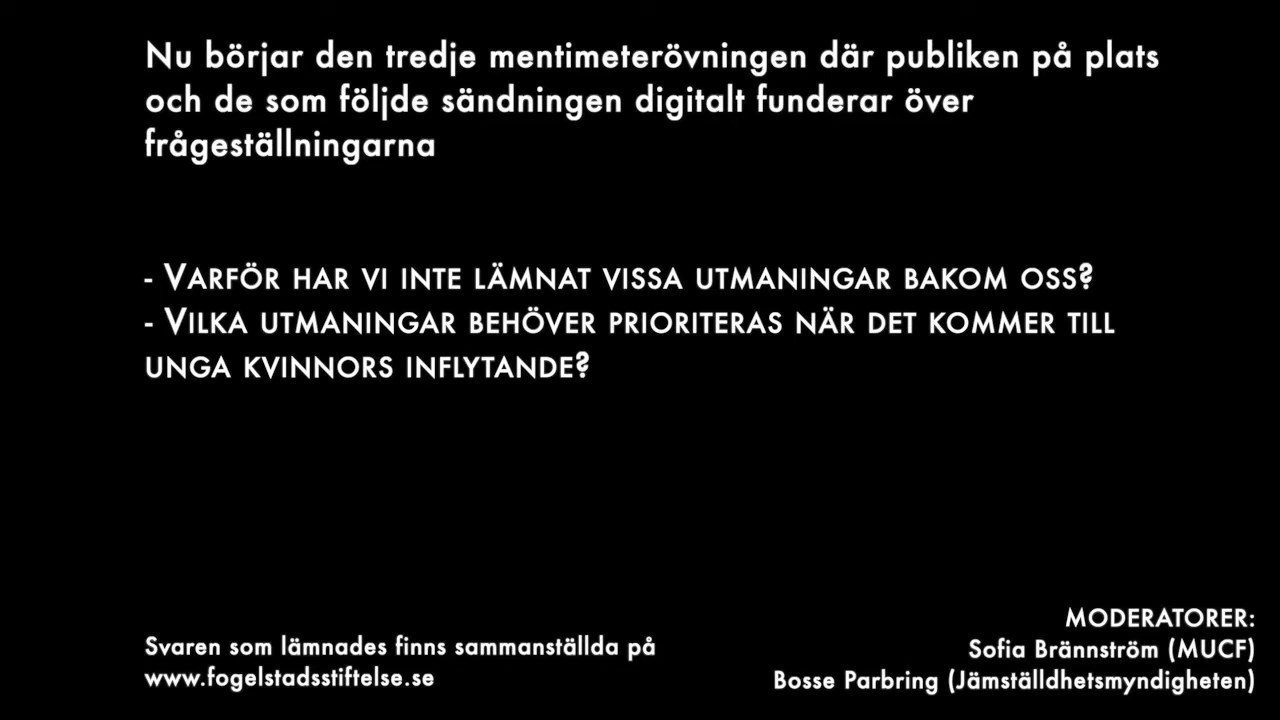 Nu börjar den tredje mentimeterövningen där publiken på plats
och de som följde sändningen digitalt funderar över
frågeställningarna
- VARFÖR HAR VI INTE LÄMNAT VISSA UTMANINGAR BAKOM OSS?
- VILKA UTMANINGAR BEHÖVER PRIORITERAS NÄR DET KOMMER TILL
UNGA KVINNORS INFLYTANDE?
Svaren som lämnades finns sammanställda på
www.fogelstadsstiftelse.se
MODERATORER:
Sofia Brännström (MUCF)
Bosse Parbring (Jämställdhetsmyndigheten)